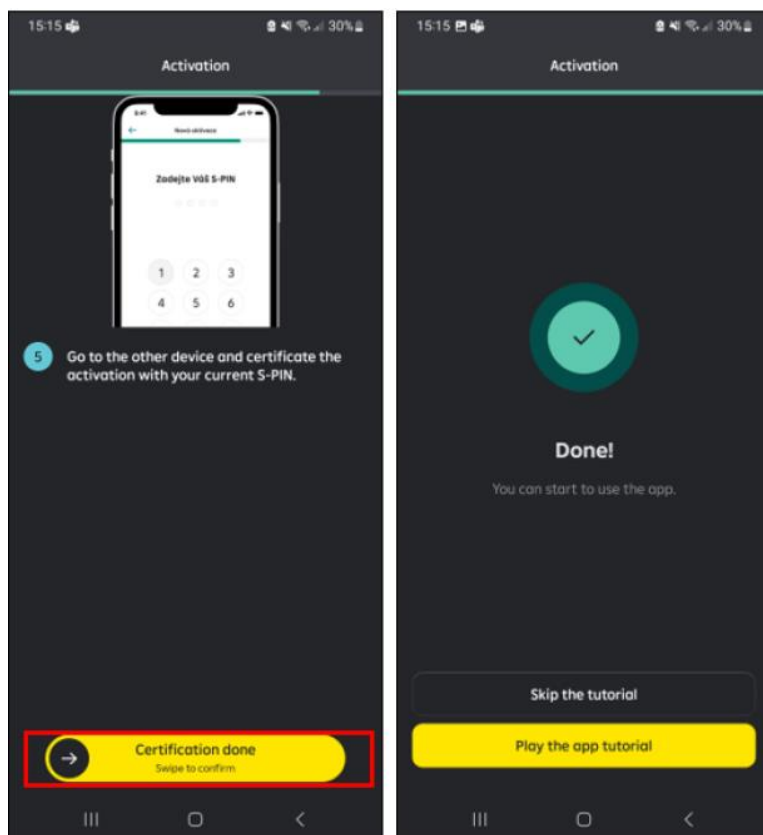 15:15
30%
Activation
Nová aktivace
Zadejte Váš S-PIN
1 2 3
4 5 6
5 Go to the other device and certificate the
activation with your current S-PIN.
Certification done
Swipe to confirm
15:15
30%
Activation
Done!
You can start to use the app.
Skip the tutorial
Play the app tutorial